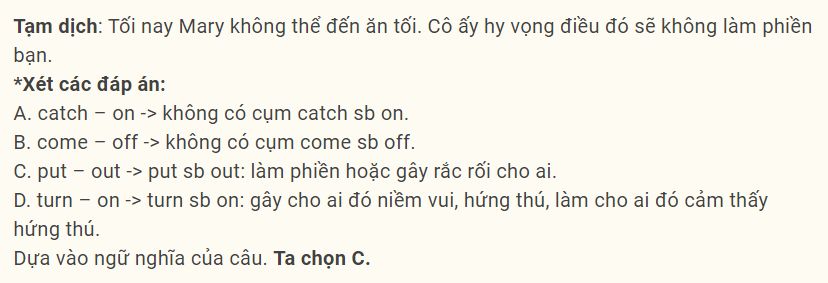 Tạm dịch: Tối nay Mary không thể đến ăn tối. Cô ấy hy vọng điều đó sẽ không làm phiền
bạn.
*Xét các đáp án:
A. catch – on -> không có cụm catch sb on.
B. come – off -> không có cụm come sb off.
C. put – out -> put sb out: làm phiền hoặc gây rắc rối cho ai.
D. turn – on -> turn sb on: gây cho ai đó niềm vui, hứng thú, làm cho ai đó cảm thấy
hứng thú.
Dựa vào ngữ nghĩa của câu. Ta chọn C.